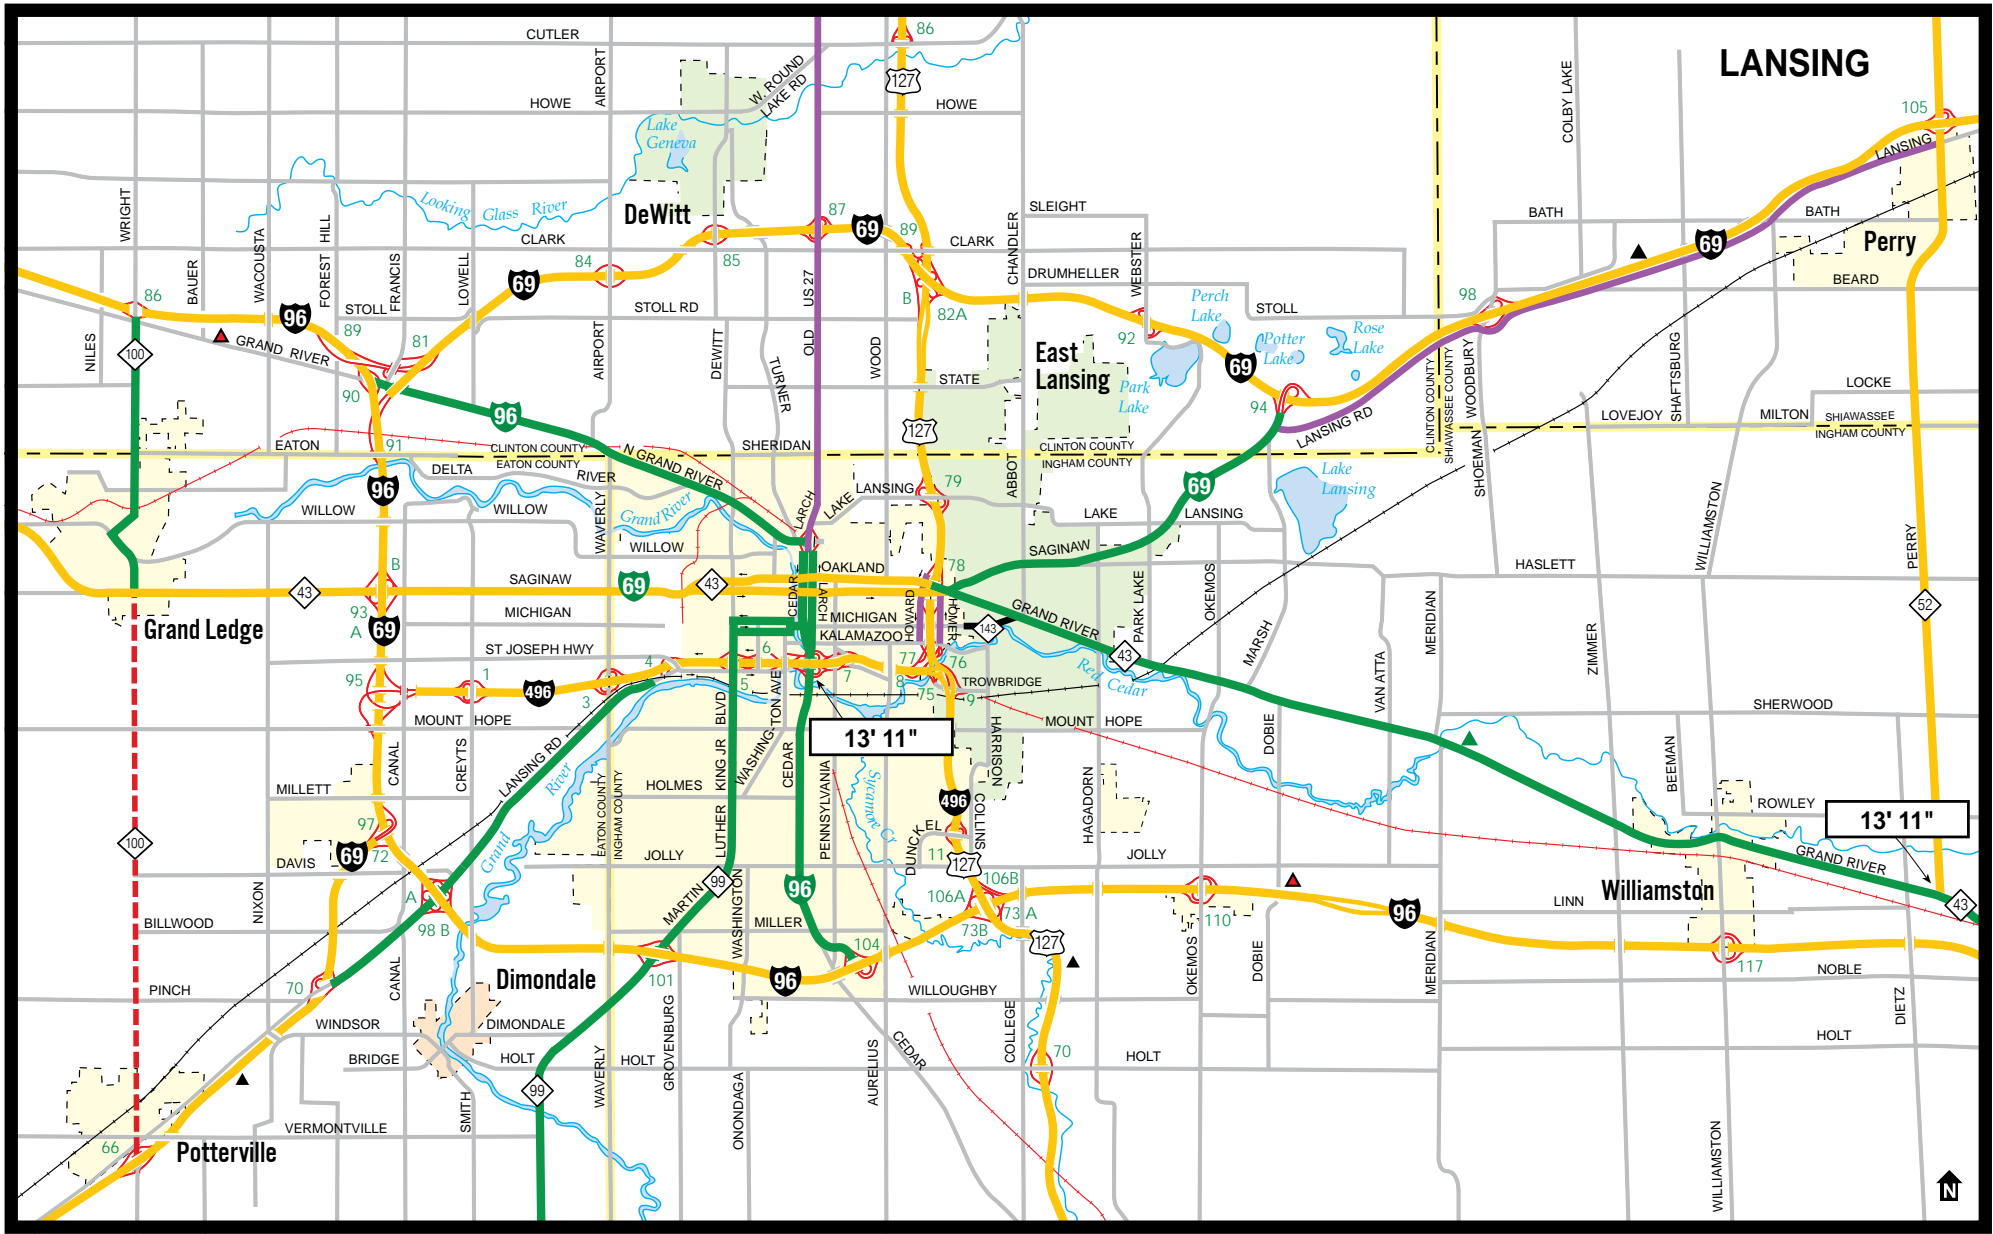 LANSING
CUTLER
86
127
AIRPORT
W. ROUND
LAKE RD
COLBY LAKE
HOWE
HOWE
105
LANSING
Lake
Geneva
WRIGHT
Looking Glass River
DeWitt
87
69
89
SLEIGHT
BATH
BATH
WACOUSTA
FOREST HILL
CLARK
CLARK
CHANDLER
WEBSTER
69
Perry
BAUER
FRANCIS
LOWELL
84
85
DRUMHELLER
BEARD
69
86
96
STOLL
STOLL RD
OLD US 27
B
82A
Perch
Lake
STOLL
98
89
81
NILES
100
GRAND RIVER
AIRPORT
DEWITT
TURNER
WOOD
92
Potter
Lake
Rose
Lake
East
Lansing
69
CLINTON COUNTY
SHIAWASSEE COUNTY
WOODBURY
SHAFTSBURG
90
96
STATE
Park
Lake
94
LOCKE
LANSING RD
LOVEJOY
MILTON
SHIAWASSEE
INGHAM COUNTY
127
91
EATON
CLINTON COUNTY
EATON COUNTY
SHERIDAN
CLINTON COUNTY
INGHAM COUNTY
N GRAND RIVER
DELTA
RIVER
ABBOT
SHOEMAN
96
69
Lake
Lansing
79
LANSING
LAKE
LARCH
WILLOW
WILLOW
WAVERLY
Grand River
LAKE
LANSING
WILLIAMSTON
WILLOW
SAGINAW
PERRY
B
78
OAKLAND
HASLETT
43
SAGINAW
69
43
CEDAR
LARCH
PARK LAKE
OKEMOS
93
A
69
MICHIGAN
MICHIGAN
KALAMAZOO
HOWARD
HOMER
143
GRAND RIVER
MERIDIAN
52
Grand Ledge
43
MARSH
ZIMMER
ST JOSEPH HWY
4
6
77
76
Red Cedar
VAN ATTA
95
1
496
3
5
7
8
75
9
TROWBRIDGE
SHERWOOD
MOUNT HOPE
13' 11"
MOUNT HOPE
HARRISON
DOBIE
CANAL
CREYTS
LANSING RD
River
Grand
EATON COUNTY
INGHAM COUNTY
MARTIN LUTHER KING JR BLVD
WASHINGTON AVE
CEDAR
PENNSYLVANIA
Sycamore Cr
BEEMAN
MILLETT
HOLMES
496
COLLINS
HAGADORN
ROWLEY
13' 11"
97
72
100
69
DAVIS
JOLLY
DUNCKEL
11
127
JOLLY
GRAND RIVER
NIXON
A
99
WASHINGTON
96
106B
106A
73A
73B
110
Williamston
LINN
43
BILLWOOD
98 B
MILLER
104
96
127
OKEMOS
DOBIE
MERIDIAN
117
NOBLE
PINCH
70
CANAL
Dimondale
101
96
WILLOUGHBY
DIETZ
WINDSOR
DIMONDALE
GROVENBURG
CEDAR
COLLEGE
HOLT
BRIDGE
HOLT
HOLT
70
HOLT
SMITH
99
WAVERLY
ONONDAGA
AURELIUS
WILLIAMSTON
VERMONTVILLE
66
Potterville
N